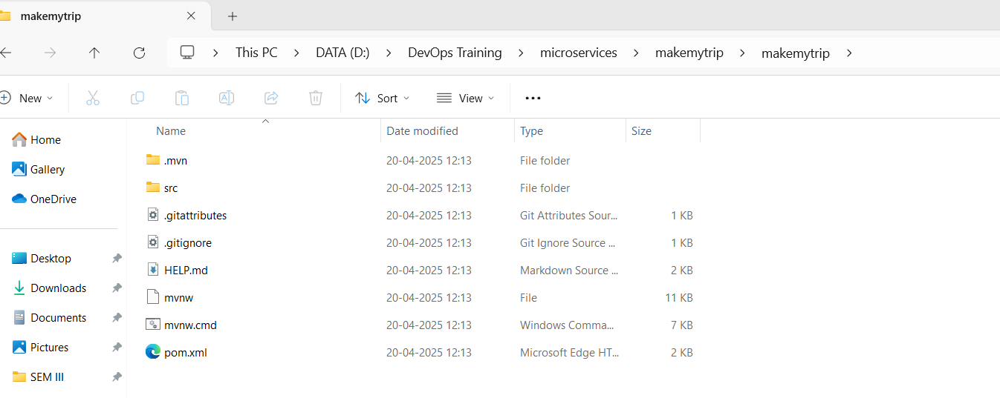 makemytrip
This PC DATA (D:) DevOps Training microservices makemytrip makemytrip
New Sort View
Name Date modified Type Size
Home
Gallery
OneDrive
Desktop
Downloads
Documents
Pictures
SEM III
.mvn 20-04-2025 12:13 File folder
src 20-04-2025 12:13 File folder
.gitattributes 20-04-2025 12:13 Git Attributes Sour... 1 KB
.gitignore 20-04-2025 12:13 Git Ignore Source ... 1 KB
HELP.md 20-04-2025 12:13 Markdown Source ... 2 KB
mvnw 20-04-2025 12:13 File 11 KB
mvnw.cmd 20-04-2025 12:13 Windows Comma... 7 KB
pom.xml 20-04-2025 12:13 Microsoft Edge HT... 2 KB